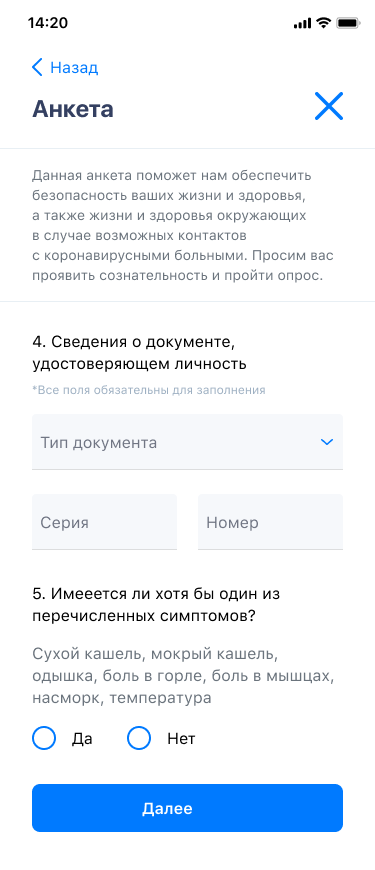 14:20
Назад
Анкета
Данная анкета поможет нам обеспечить
безопасность ваших жизни и здоровья,
а также жизни и здоровья окружающих
в случае возможных контактов
с коронавирусными больными. Просим вас
проявить сознательность и пройти опрос.
4. Сведения о документе,
удостоверяющем личность
*Все поля обязательны для заполнения
Тип документа
Серия Номер
5. Имееется ли хотя бы один из
перечисленных симптомов?
Сухой кашель, мокрый кашель,
одышка, боль в горле, боль в мышцах,
насморк, температура
Да Нет
Далее